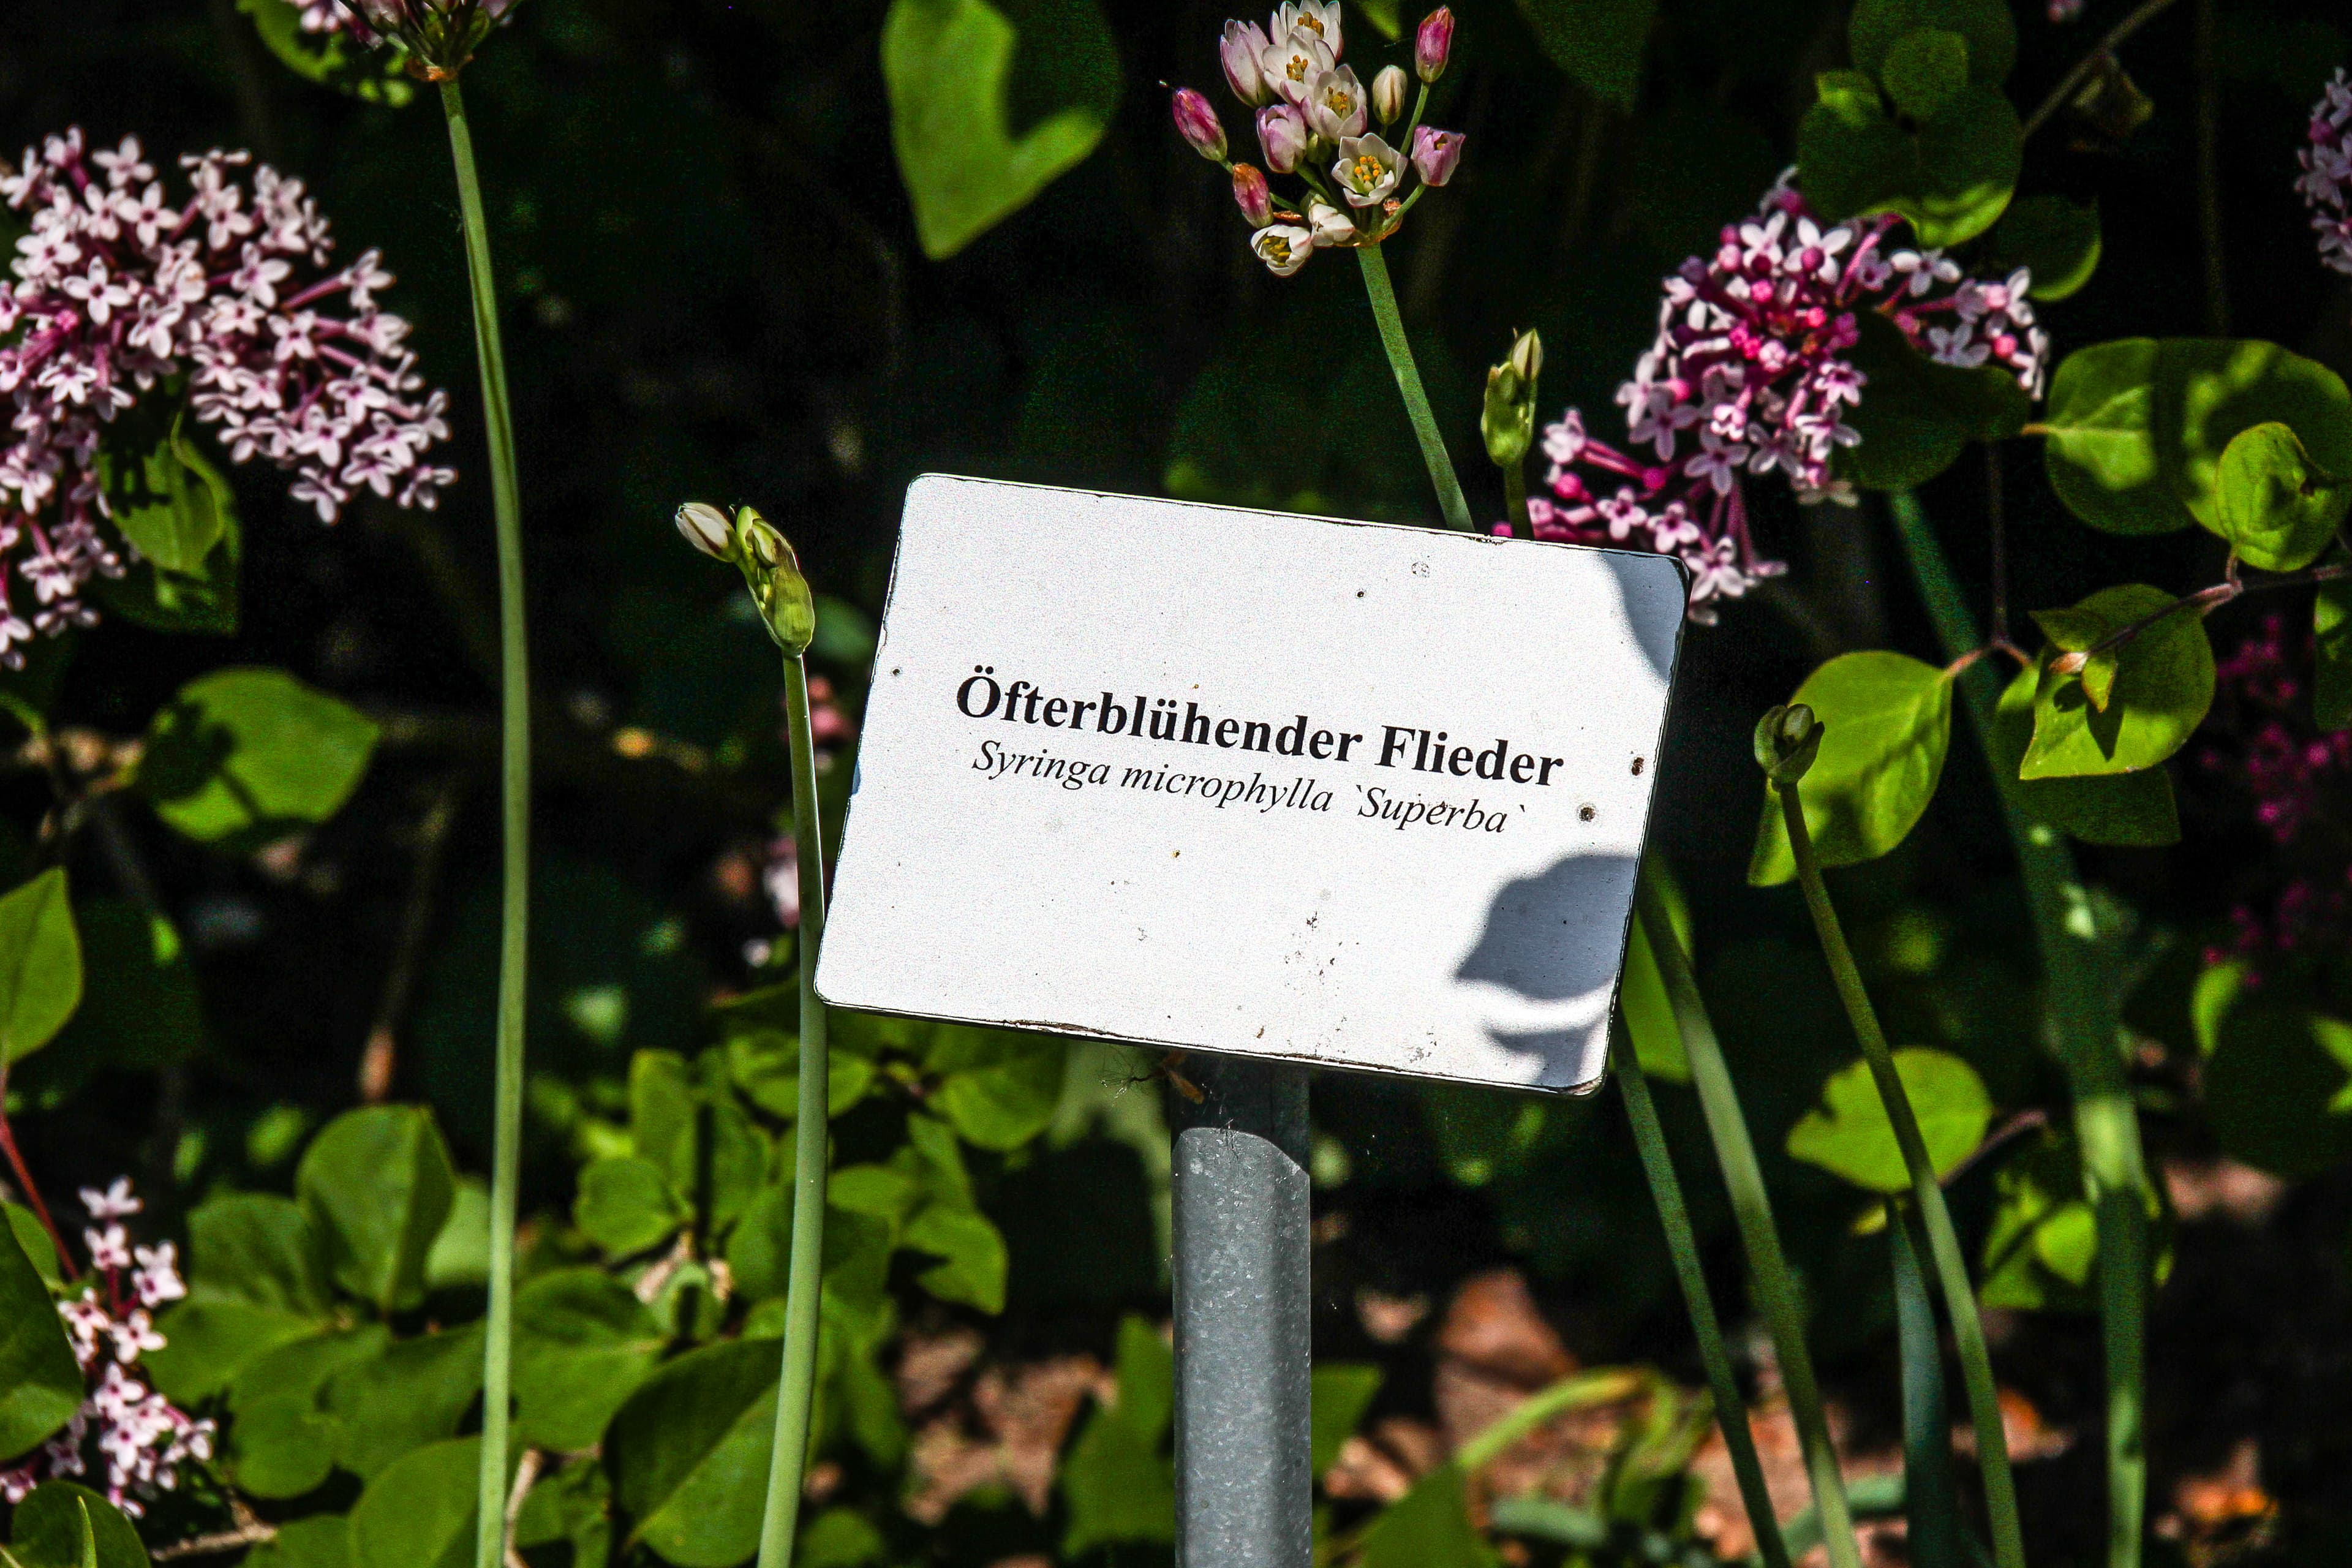 Öfterblühender Flieder
Syringa microphylla `Superba`